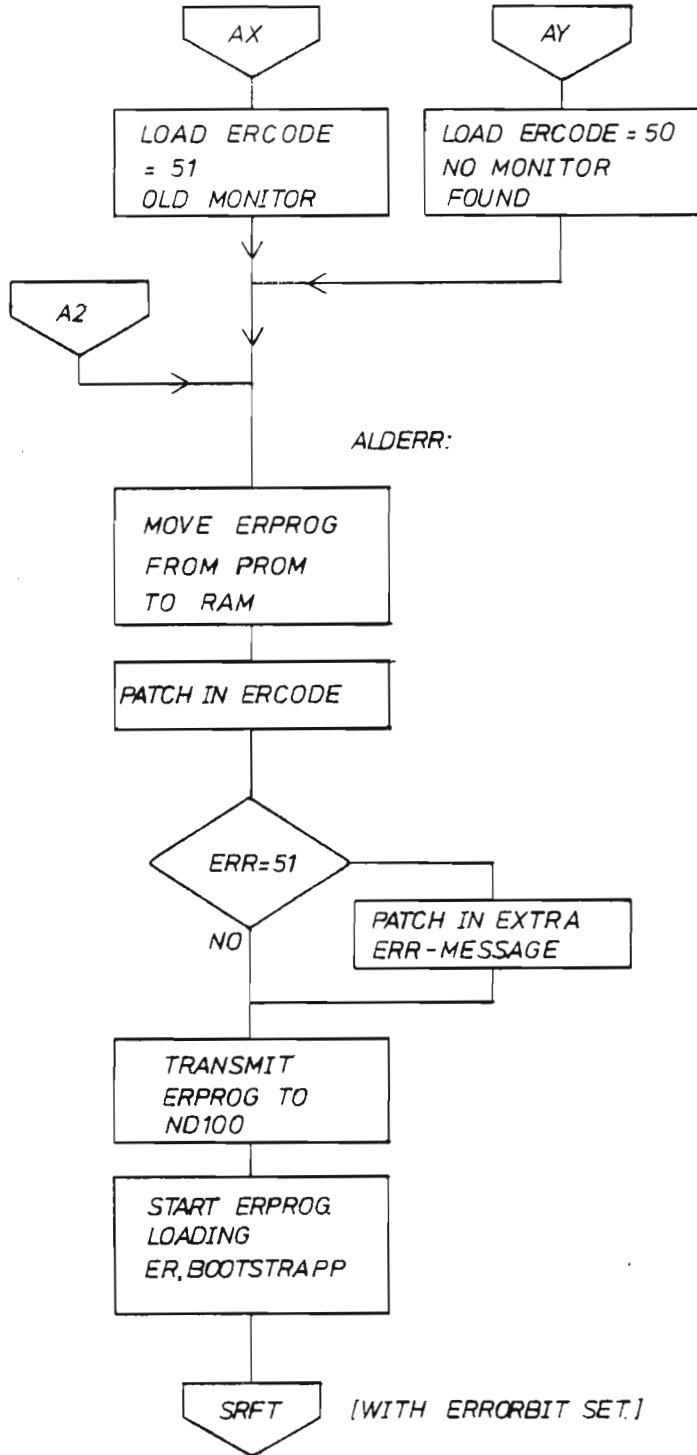 AX
AY
LOAD ERCODE
= 51
OLD MONITOR
LOAD ERCODE = 50
NO MONITOR
FOUND
A2
ALDERR:
MOVE ERPROG
FROM PROM
TO RAM
PATCH IN ERCODE
ERR=51
NO
PATCH IN EXTRA
ERR-MESSAGE
TRANSMIT
ERPROG TO
ND100
START ERPROG.
LOADING
ER,BOOTSTRAPP
SRFT
[WITH ERRORBIT SET.]